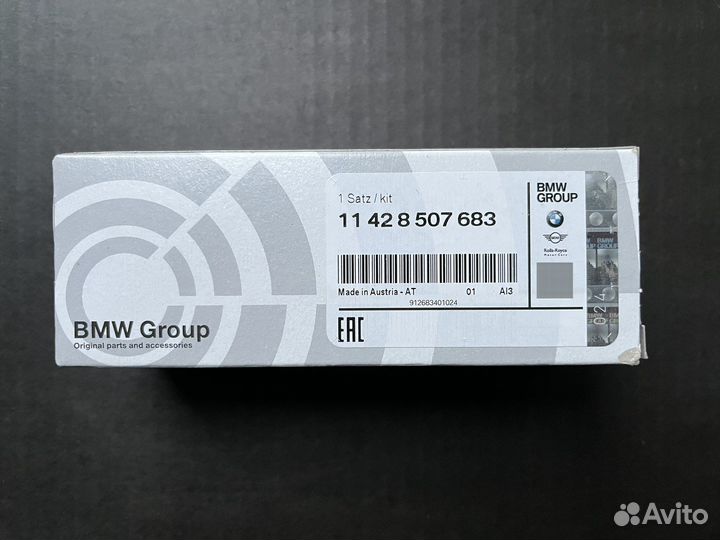 1 Satz / kit
11 42 8 507 683
Made in Austria - AT 01 AI3
912683401024
EAC
BMW
GROUP
BMW Group
Original parts and accessories
Avito